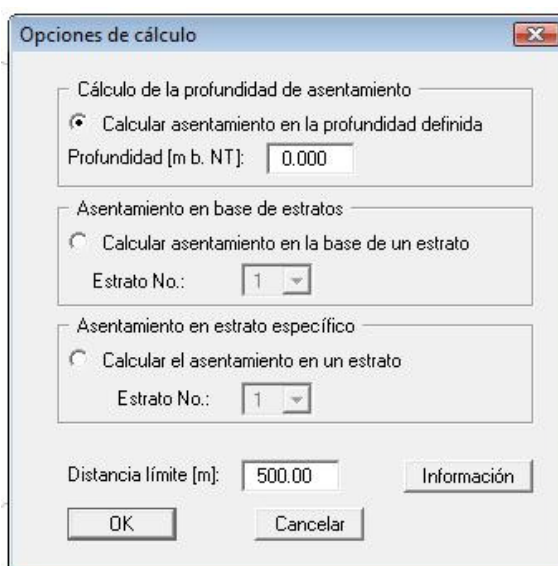 Opciones de cálculo
Cálculo de la profundidad de asentamiento
Calcular asentamiento en la profundidad definida
Profundidad [m b. NT]: 0.000
Asentamiento en base de estratos
Calcular asentamiento en la base de un estrato
Estrato No.: 1
Asentamiento en estrato específico
Calcular el asentamiento en un estrato
Estrato No.: 1
Distancia límite [m]: 500.00 Información
OK Cancelar